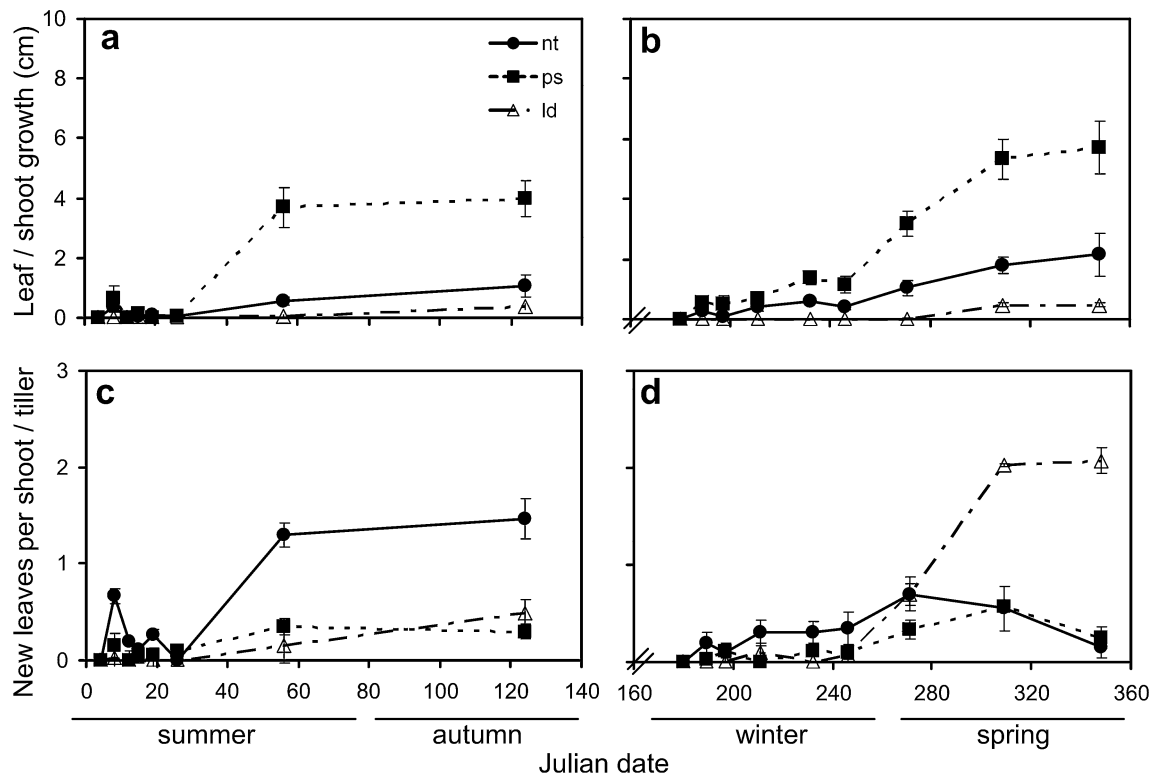 Leaf / shoot growth (cm)
10
8
6
4
2
0
a
nt
ps
ld
b
New leaves per shoot / tiller
3
2
1
0
c
d
0 20 40 60 80 100 120 140
160 200 240 280 320 360
summer autumn winter spring
Julian date